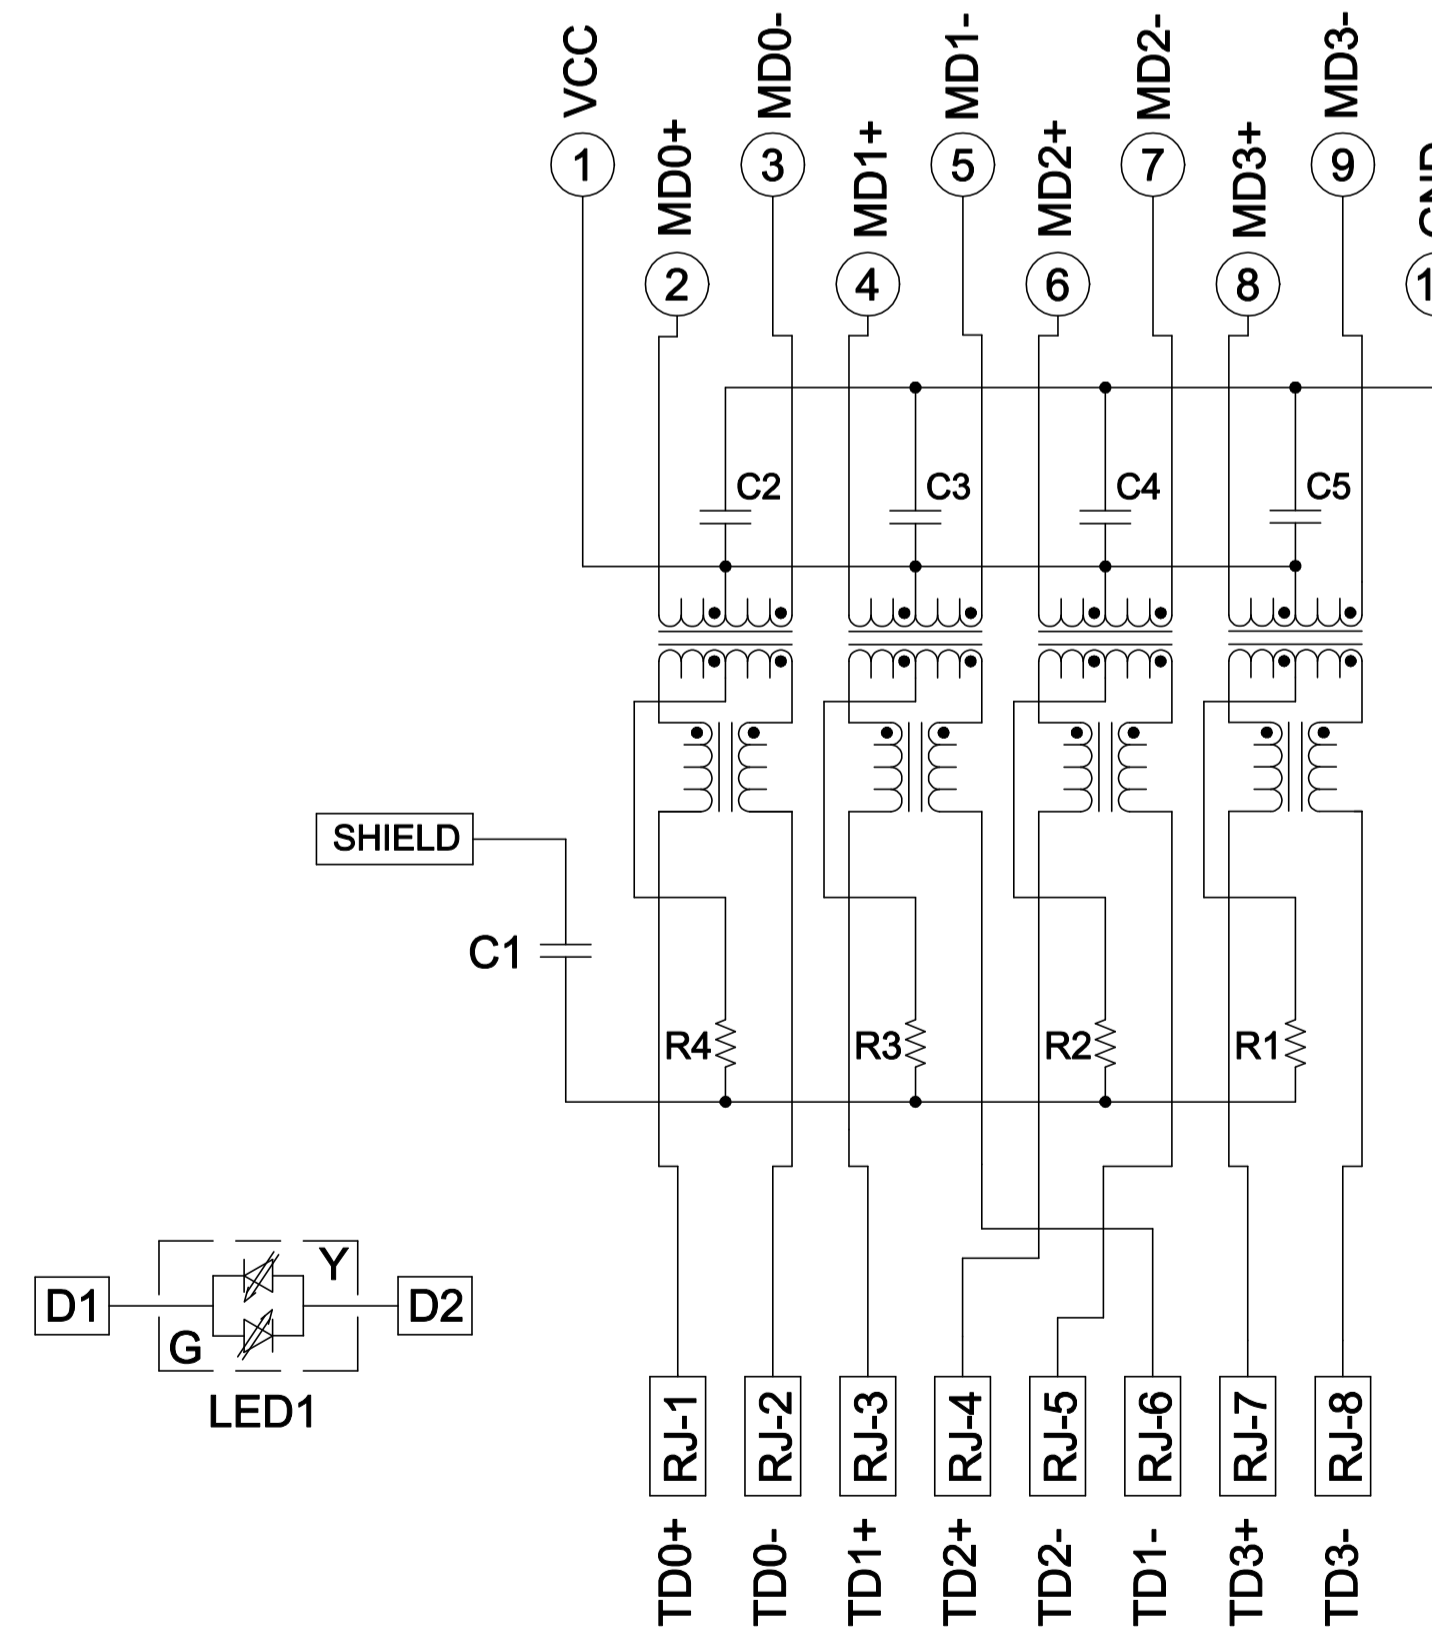 VCC
MD0+
MD0-
MD1+
MD1-
MD2+
MD2-
MD3+
MD3-
1
3
5
7
9
2
4
6
8
C2
C3
C4
C5
SHIELD
C1
R4
R3
R2
R1
Y
D1
D2
G
LED1
RJ-1
RJ-2
RJ-3
RJ-4
RJ-5
RJ-6
RJ-7
RJ-8
TD0+
TD0-
TD1+
TD2+
TD2-
TD1-
TD3+
TD3-